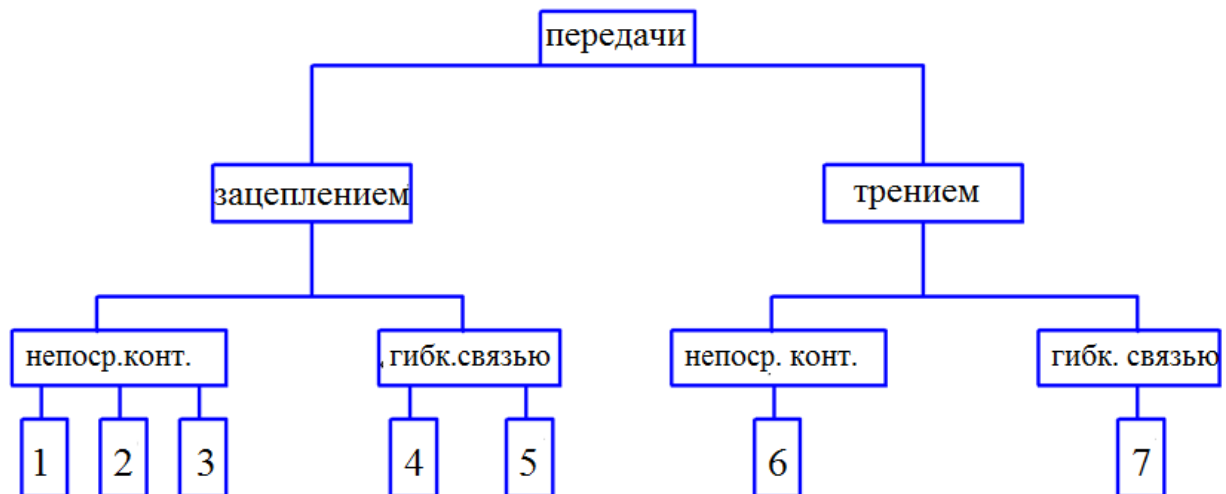 передачи
зацеплением трением
непоср.конт. гибк.связью непоср. конт. гибк. связью
1 2 3 4 5 6 7